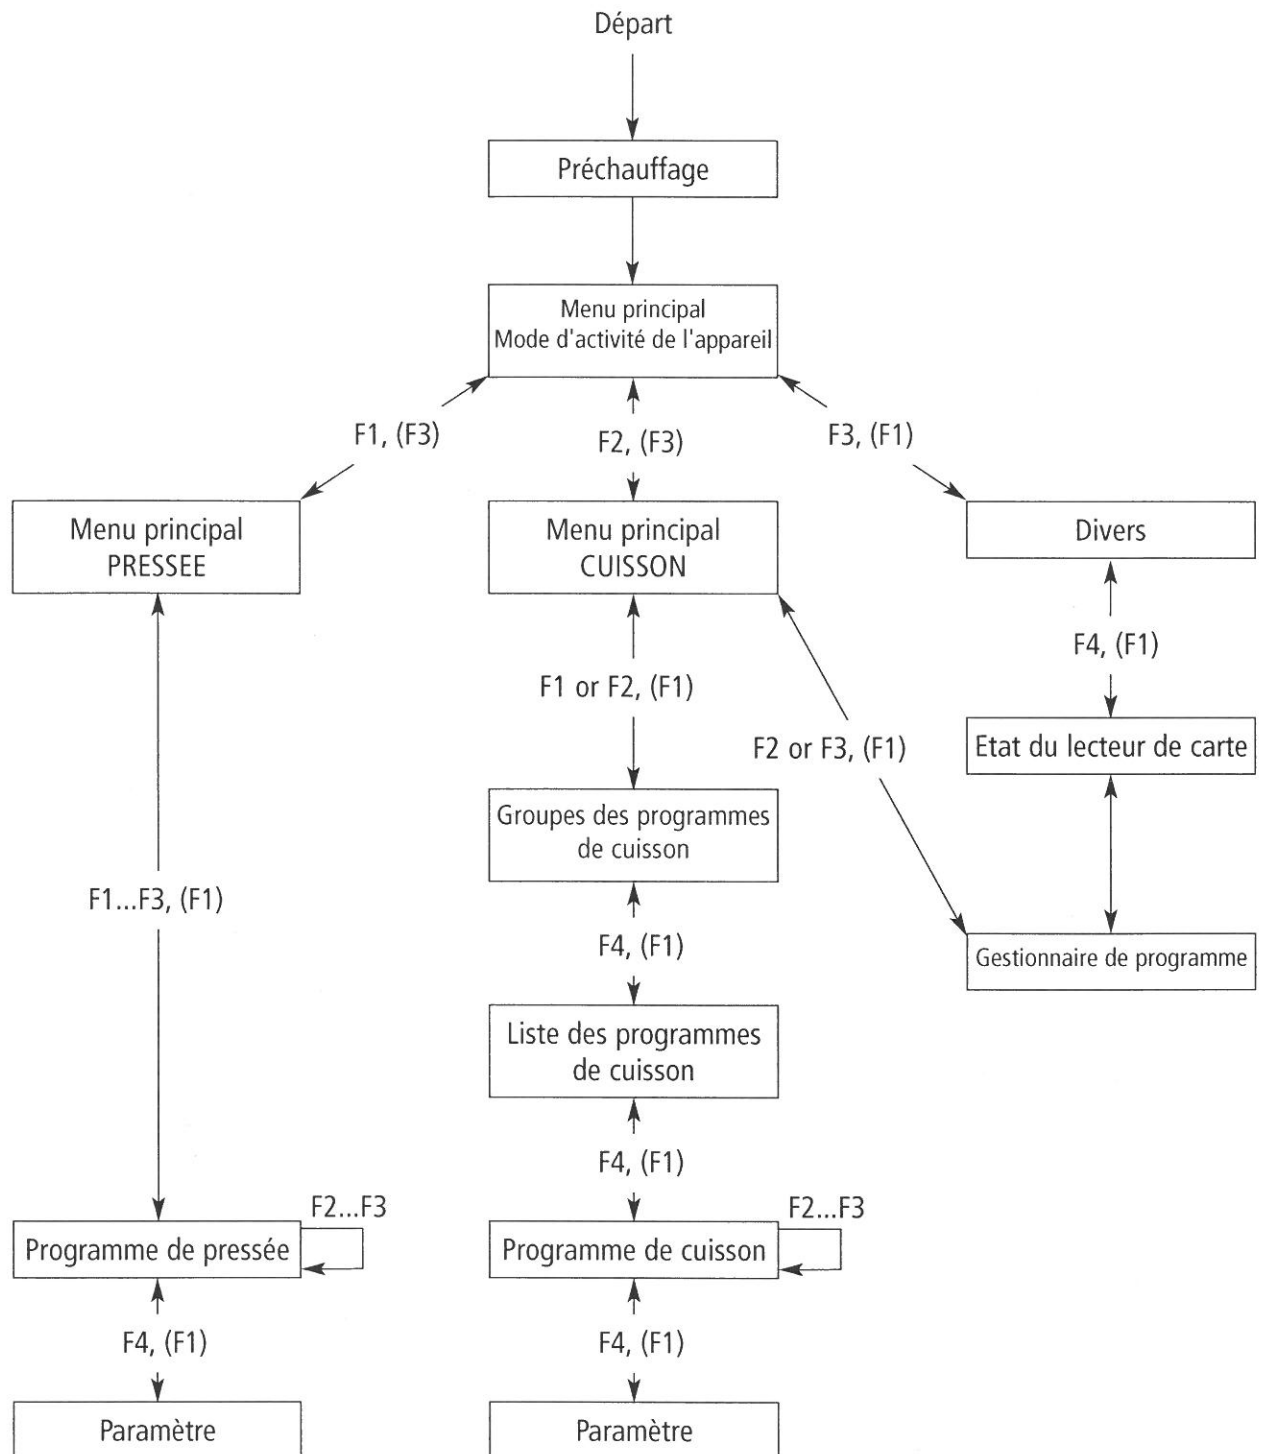 Départ
Préchauffage
Menu principal
Mode d'activité de l'appareil
F1, (F3)
F2, (F3)
F3, (F1)
Menu principal
PRESSEE
Menu principal
CUISSON
Divers
F4, (F1)
F1 or F2, (F1)
F2 or F3, (F1)
Etat du lecteur de carte
Groupes des programmes
de cuisson
F1...F3, (F1)
F4, (F1)
Gestionnaire de programme
Liste des programmes
de cuisson
F4, (F1)
F2...F3
F2...F3
Programme de pressée
Programme de cuisson
F4, (F1)
F4, (F1)
Paramètre
Paramètre